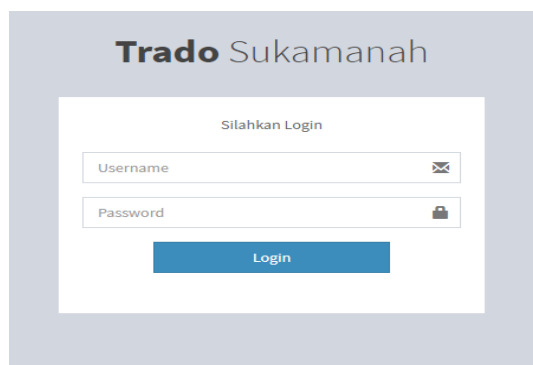 Trado Sukamanah
Silahkan Login
Username
Password
Login